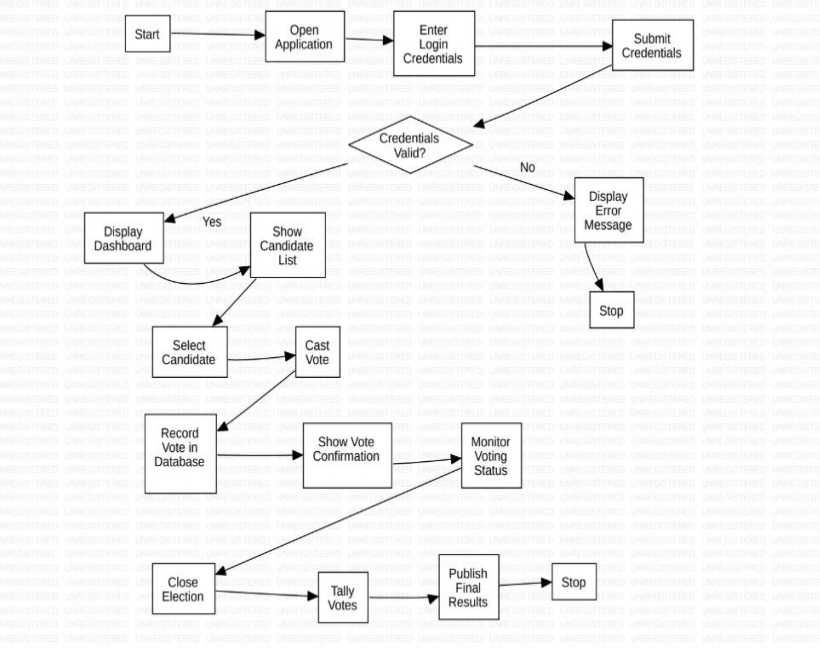 Start
Open
Application
Enter
Login
Credentials
Submit
Credentials
Credentials
Valid?
No
Display
Error
Message
Yes
Display
Dashboard
Show
Candidate
List
Stop
Select
Candidate
Cast
Vote
Record
Vote in
Database
Show Vote
Confirmation
Monitor
Voting
Status
Close
Election
Tally
Votes
Publish
Final
Results
Stop
UNREGISTERED